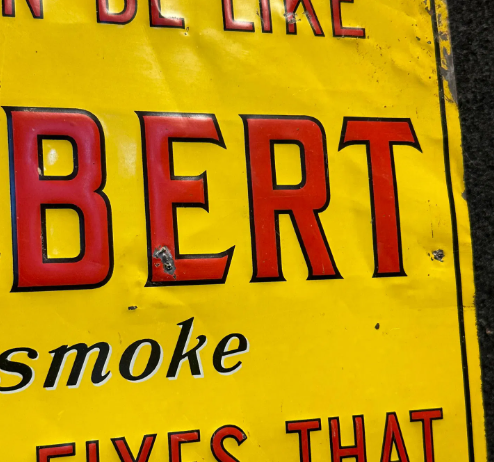 N BE LIKE
BERT
smoke
FIXES THAT